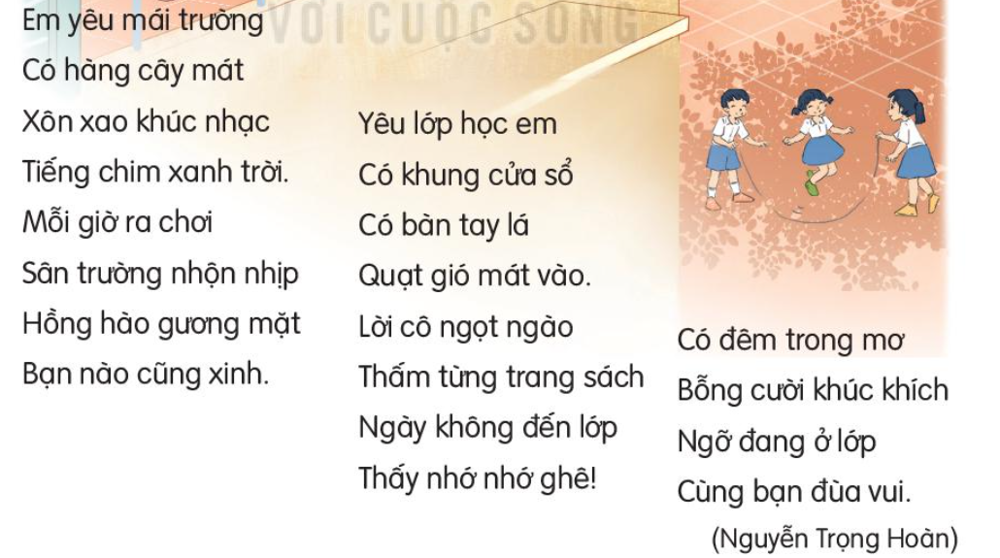 VỚI CUỘC SỐNG
Em yêu mái trường
Có hàng cây mát
Xôn xao khúc nhạc
Tiếng chim xanh trời.
Mỗi giờ ra chơi
Sân trường nhộn nhịp
Hồng hào gương mặt
Bạn nào cũng xinh.
Yêu lớp học em
Có khung cửa sổ
Có bàn tay lá
Quạt gió mát vào.
Lời cô ngọt ngào
Thấm từng trang sách
Ngày không đến lớp
Thấy nhớ nhớ ghê!
Có đêm trong mơ
Bỗng cười khúc khích
Ngỡ đang ở lớp
Cùng bạn đùa vui.
(Nguyễn Trọng Hoàn)